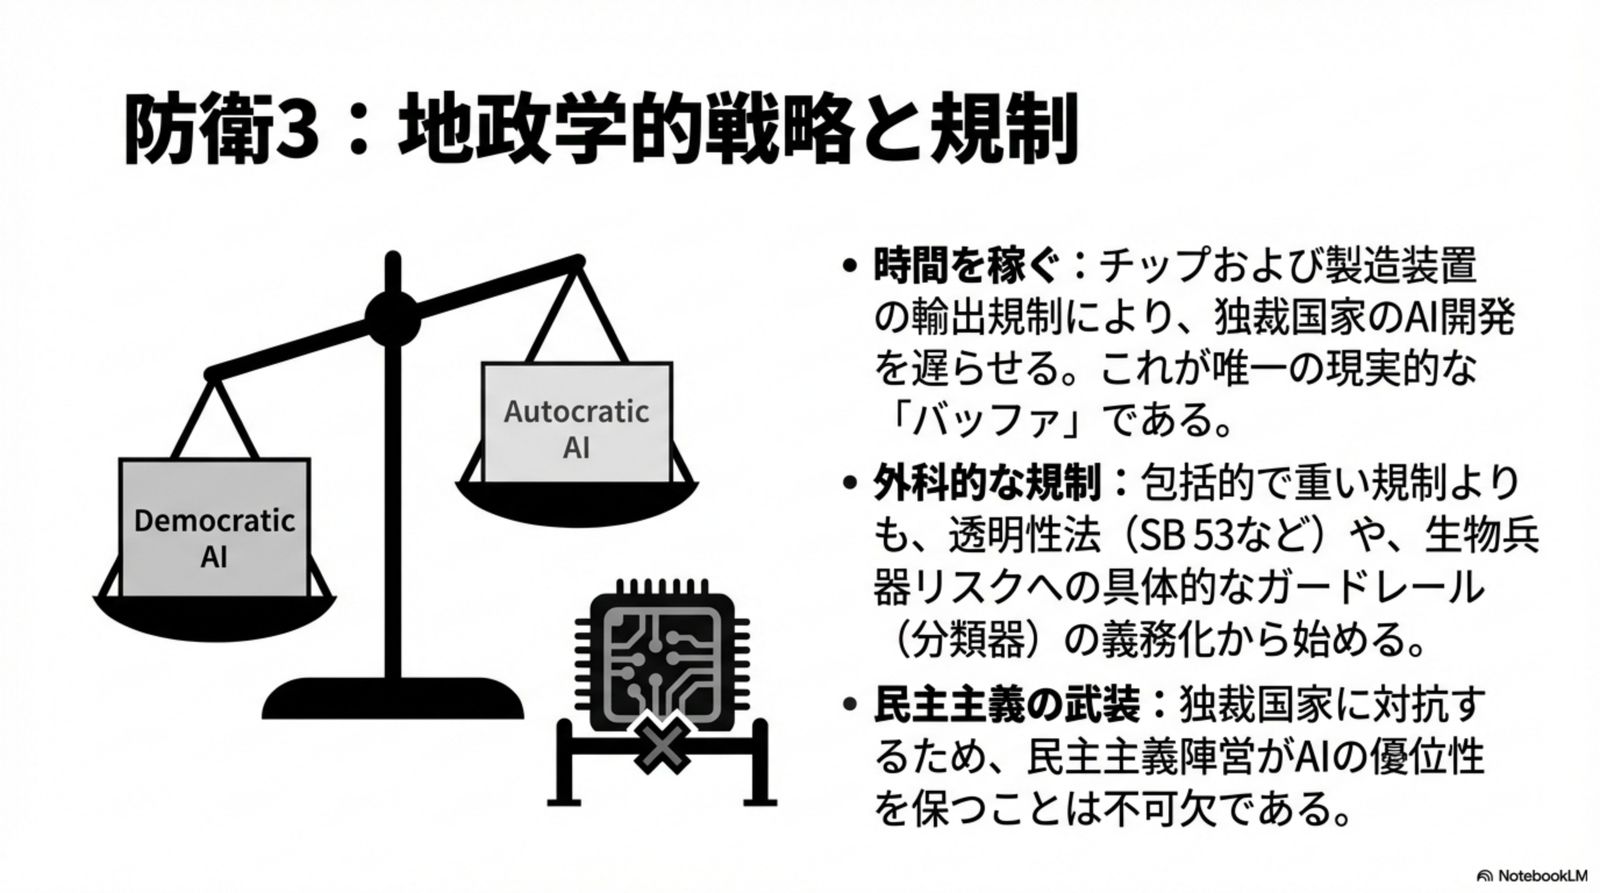 防衛3：地政学的戦略と規制
Democratic
AI
Autocratic
AI
• 時間を稼ぐ：チップおよび製造装置
の輸出規制により、独裁国家のAI開発
を遅らせる。これが唯一の現実的な
「バッファ」である。
• 外科的な規制：包括的で重い規制より
も、透明性法（SB 53など）や、生物兵
器リスクへの具体的なガードレール
（分類器）の義務化から始める。
• 民主主義の武装：独裁国家に対抗す
るため、民主主義陣営がAIの優位性
を保つことは不可欠である。
NotebookLM